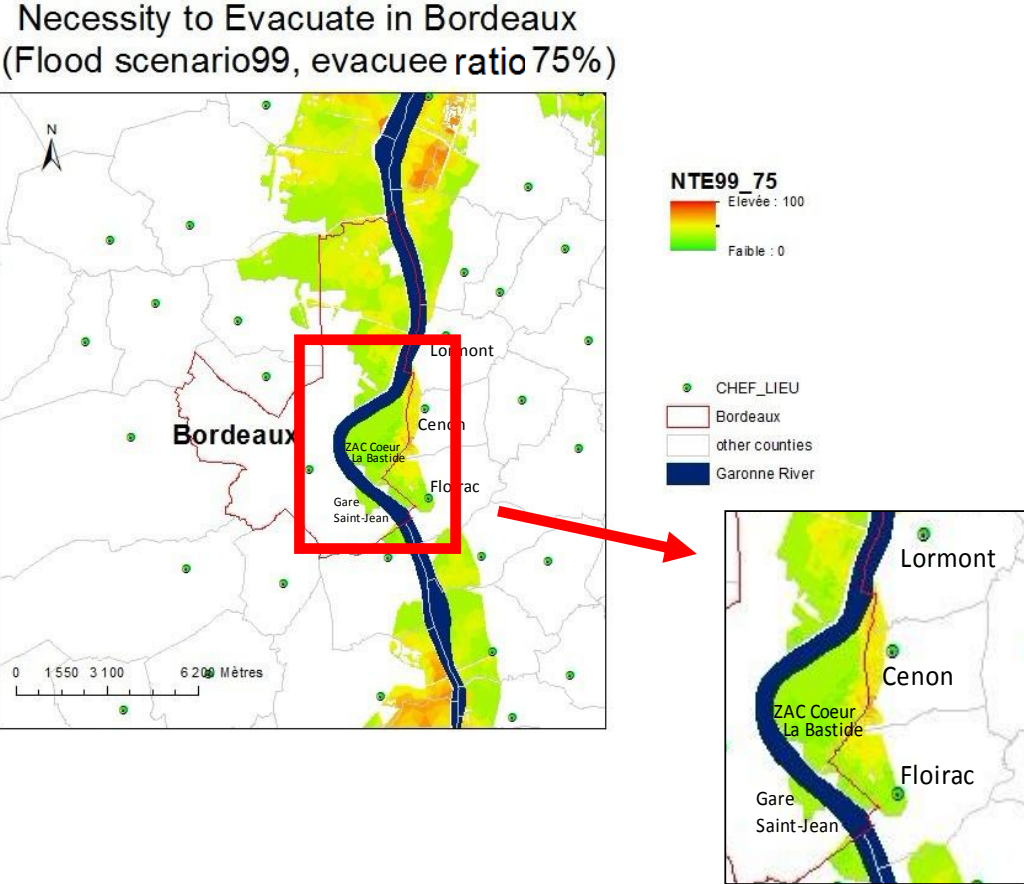 Necessity to Evacuate in Bordeaux
(Flood scenario99, evacuee ratio 75%)
N
NTE99_75
Elevée : 100
Faible : 0
Lormont
Cenon
Bordeaux
ZAC Coeur
La Bastide
Floirac
Gare
Saint-Jean
CHEF_LIEU
Bordeaux
other counties
Garonne River
0 1 550 3 100 6 200 Mètres
Lormont
Cenon
ZAC Coeur
La Bastide
Floirac
Gare
Saint-Jean